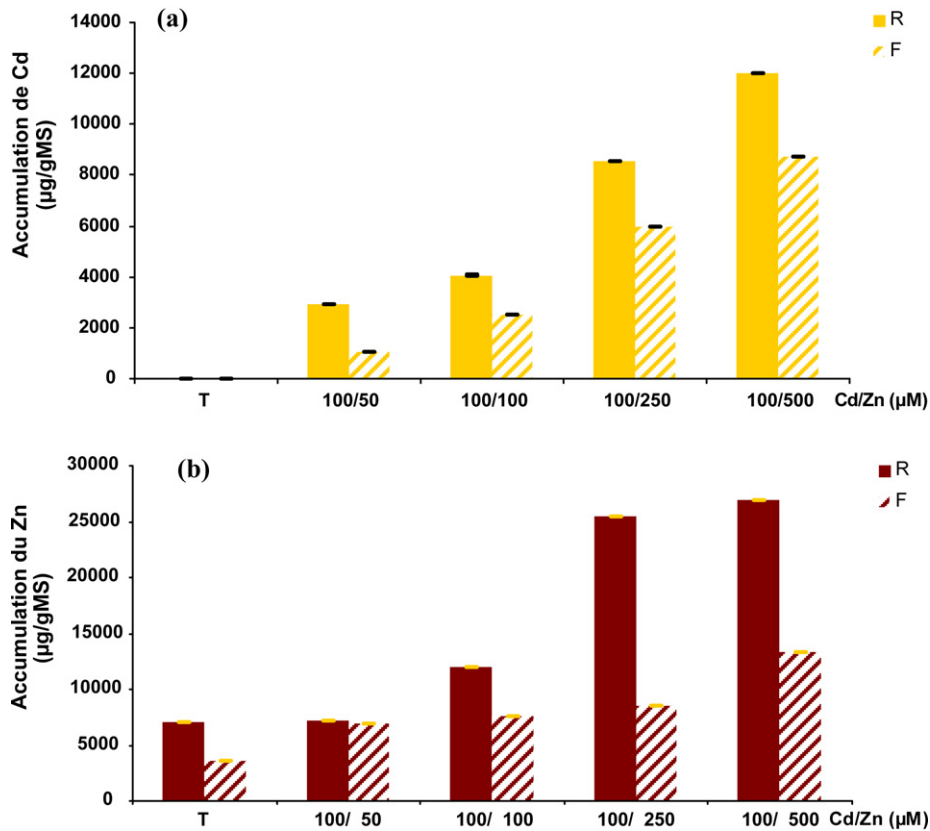 (a)
Accumulation de Cd
(µg/gMS)
14000
12000
10000
8000
6000
4000
2000
0
R
F
T
100/50
100/100
100/250
100/500
Cd/Zn (µM)
(b)
Accumulation du Zn
(µg/gMS)
30000
25000
20000
15000
10000
5000
0
R
F
T
100/ 50
100/ 100
100/ 250
100/ 500
Cd/Zn (µM)